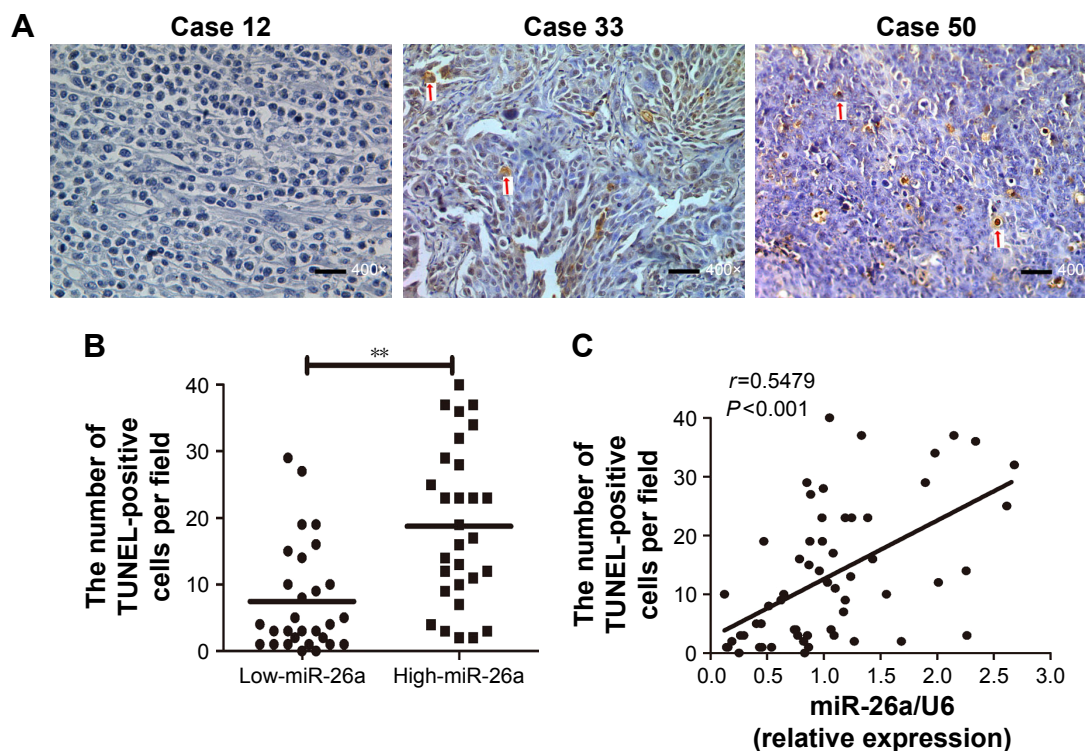 A
Case 12
Case 33
Case 50
400×
400×
400
B
The number of
TUNEL-positive
cells per field
**
40
30
20
10
0
Low-miR-26a
High-miR-26a
C
The number of
TUNEL-positive
cells per field
r=0.5479
P<0.001
40
30
20
10
0
0.0
0.5
1.0
1.5
2.0
2.5
3.0
miR-26a/U6
(relative expression)